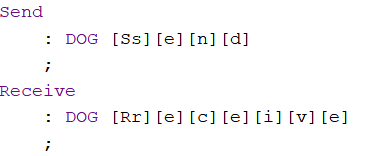 Send
: DOG [Ss][e][n][d]
;
Receive
: DOG [Rr][e][c][e][i][v][e]
;